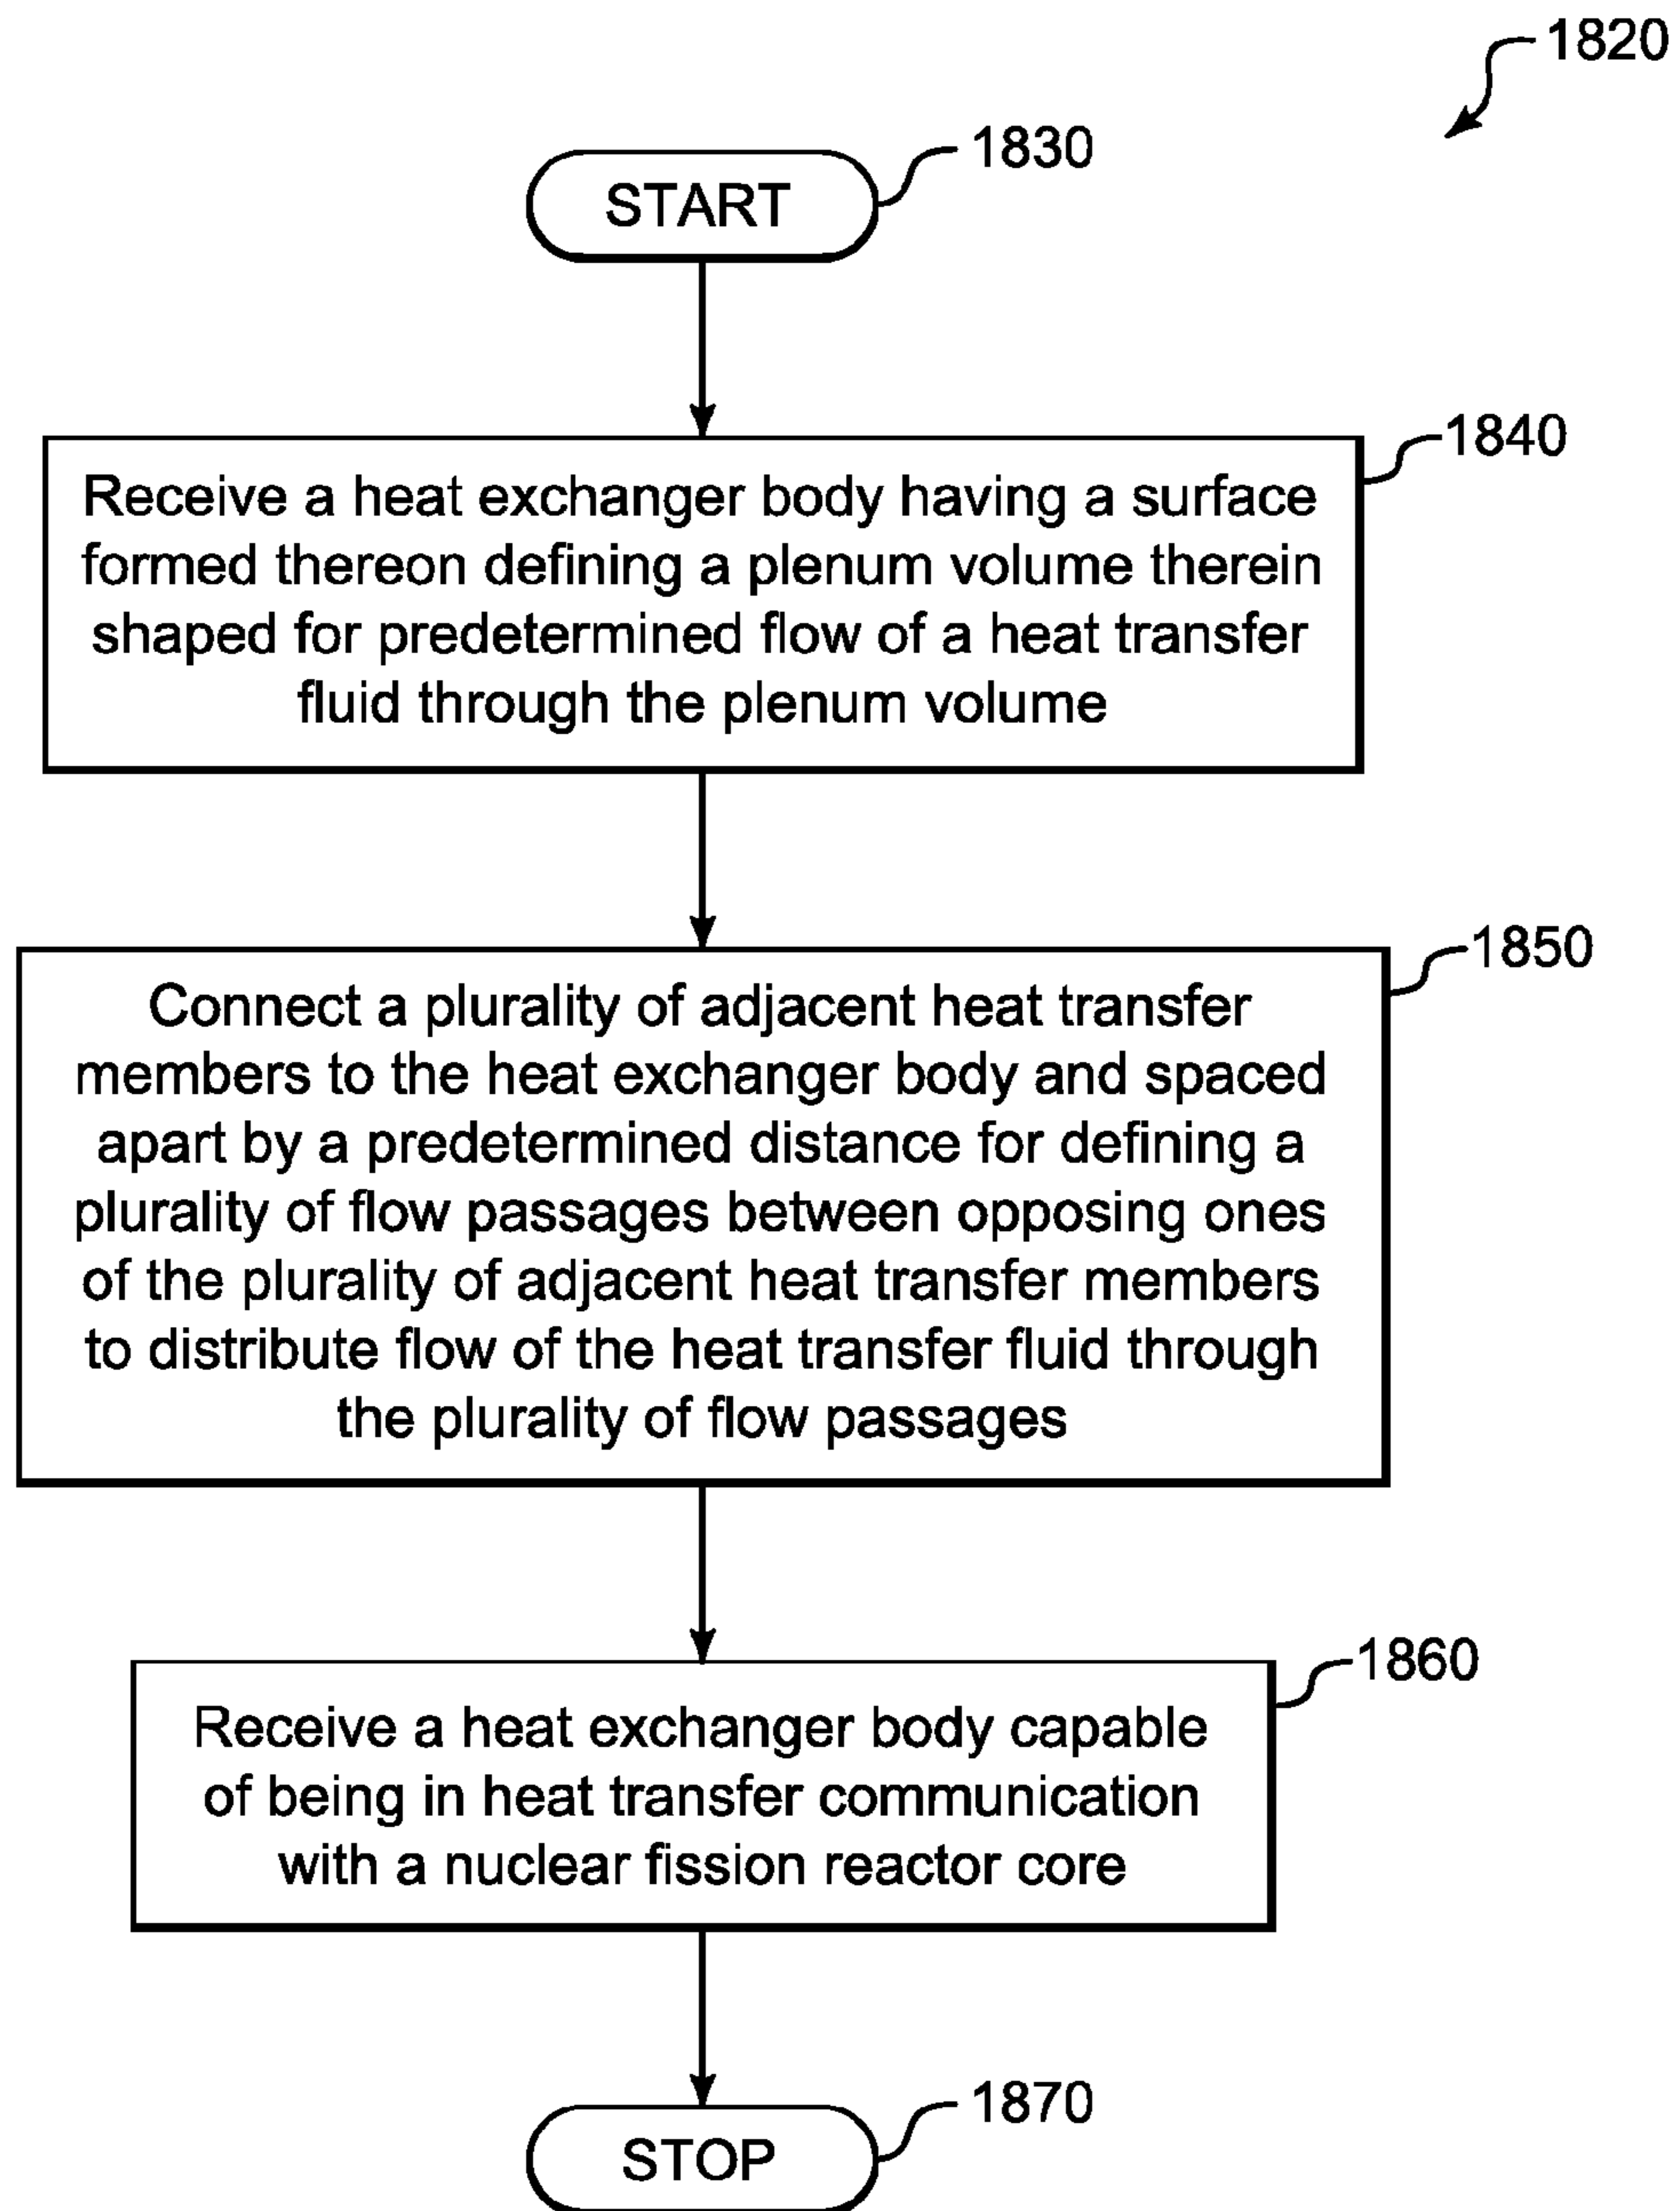 1820
1830
START
1840
Receive a heat exchanger body having a surface
formed thereon defining a plenum volume therein
shaped for predetermined flow of a heat transfer
fluid through the plenum volume
1850
Connect a plurality of adjacent heat transfer
members to the heat exchanger body and spaced
apart by a predetermined distance for defining a
plurality of flow passages between opposing ones
of the plurality of adjacent heat transfer members
to distribute flow of the heat transfer fluid through
the plurality of flow passages
1860
Receive a heat exchanger body capable
of being in heat transfer communication
with a nuclear fission reactor core
1870
STOP